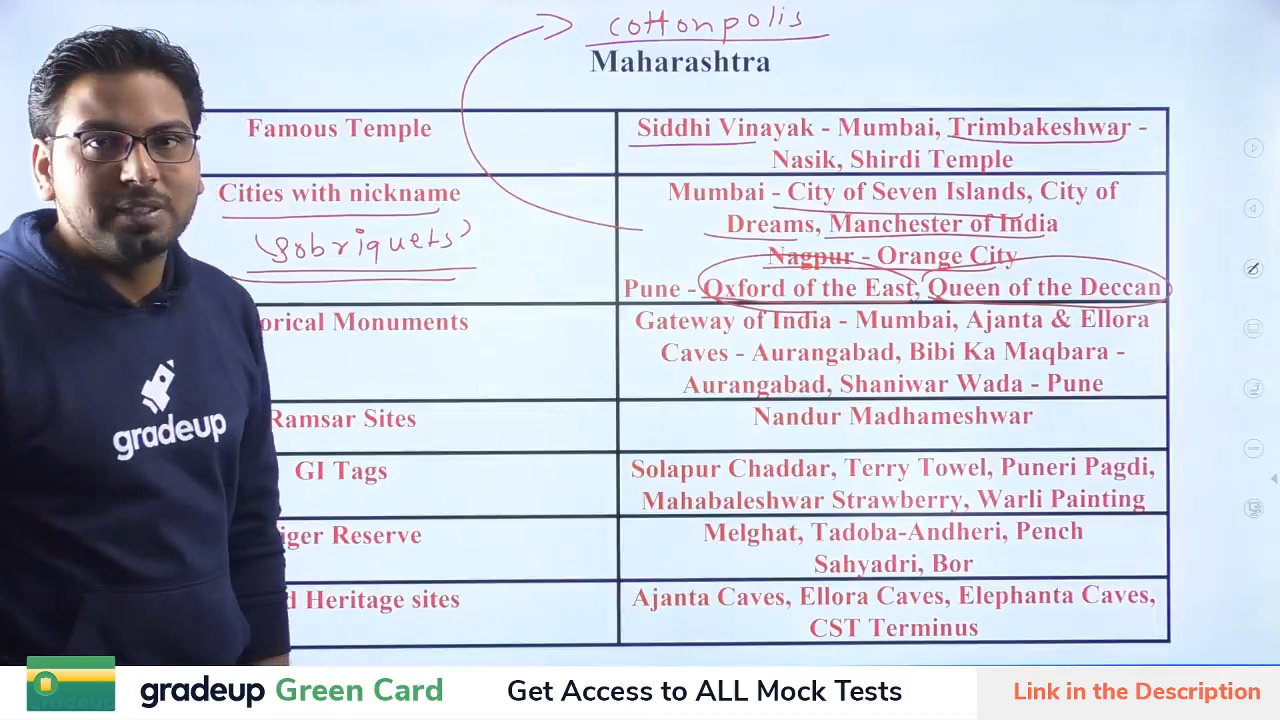 cottonpolis
Maharashtra
Famous Temple
Siddhi Vinayak - Mumbai, Trimbakeshwar -
Nasik, Shirdi Temple
Cities with nickname
Sobriquets
Mumbai - City of Seven Islands, City of
Dreams, Manchester of India
Nagpur - Orange City
Pune - Oxford of the East, Queen of the Deccan
orical Monuments
Gateway of India - Mumbai, Ajanta & Ellora
Caves - Aurangabad, Bibi Ka Maqbara -
Aurangabad, Shaniwar Wada - Pune
Ramsar Sites
Nandur Madhameshwar
GI Tags
Solapur Chaddar, Terry Towel, Puneri Pagdi,
Mahabaleshwar Strawberry, Warli Painting
iger Reserve
Melghat, Tadoba-Andheri, Pench
Sahyadri, Bor
d Heritage sites
Ajanta Caves, Ellora Caves, Elephanta Caves,
CST Terminus
gradeup
gradeup Green Card
Get Access to ALL Mock Tests
Link in the Description